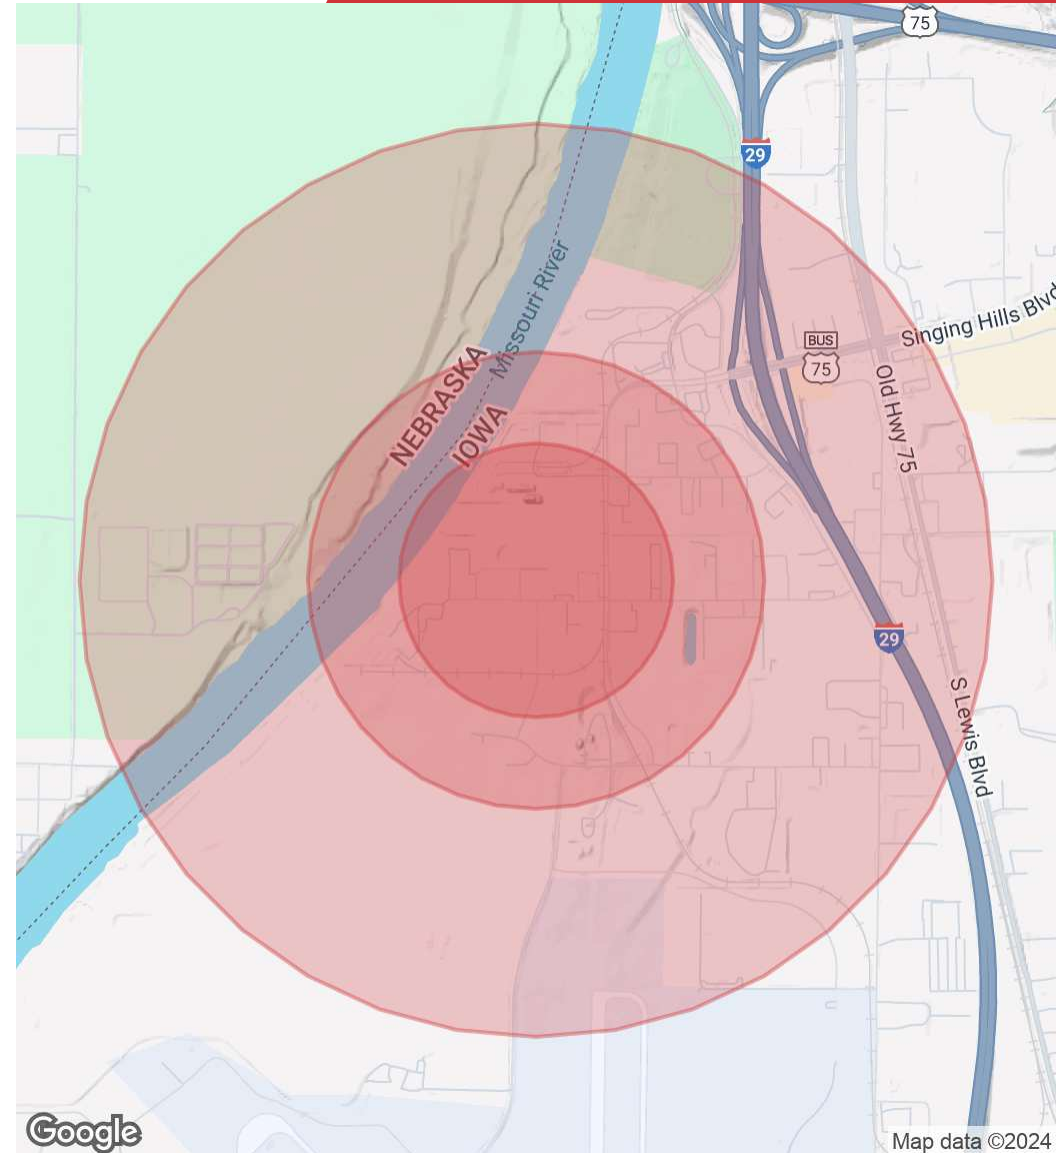 75
29
Missouri River
Singing Hills Blvd
BUS
75
NEBRASKA
IOWA
Old Hwy 75
29
S Lewis Blvd
Google
Map data ©2024